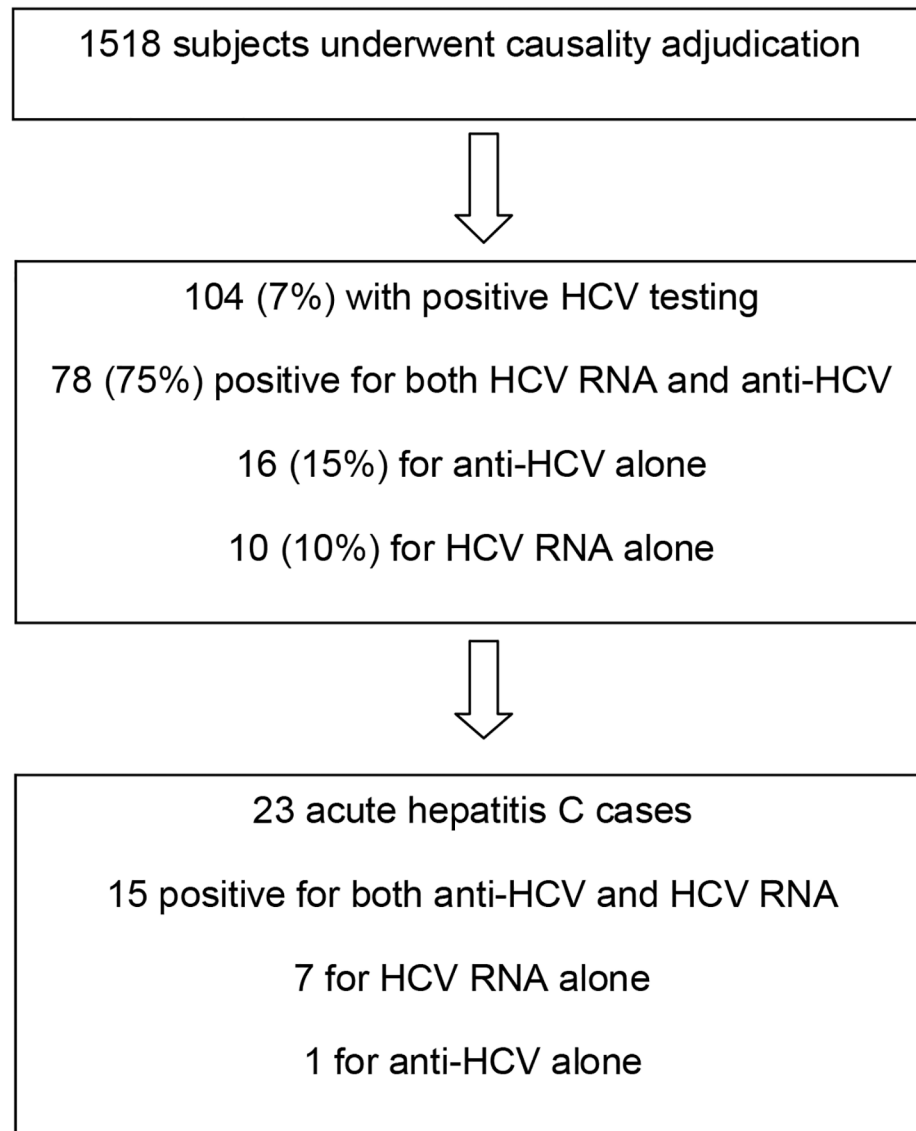 1518 subjects underwent causality adjudication
104 (7%) with positive HCV testing
78 (75%) positive for both HCV RNA and anti-HCV
16 (15%) for anti-HCV alone
10 (10%) for HCV RNA alone
23 acute hepatitis C cases
15 positive for both anti-HCV and HCV RNA
7 for HCV RNA alone
1 for anti-HCV alone